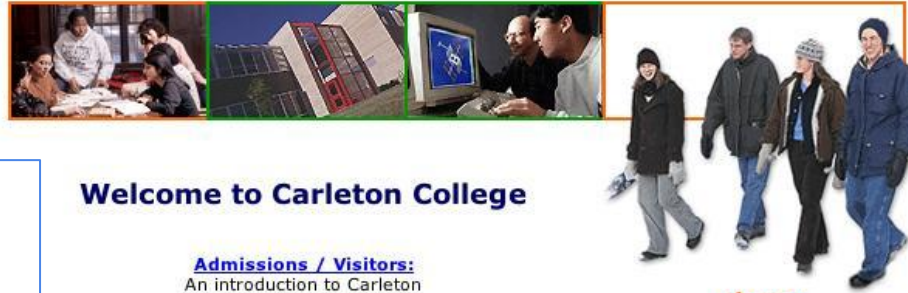 Welcome to Carleton College
Admissions / Visitors:
An introduction to Carleton